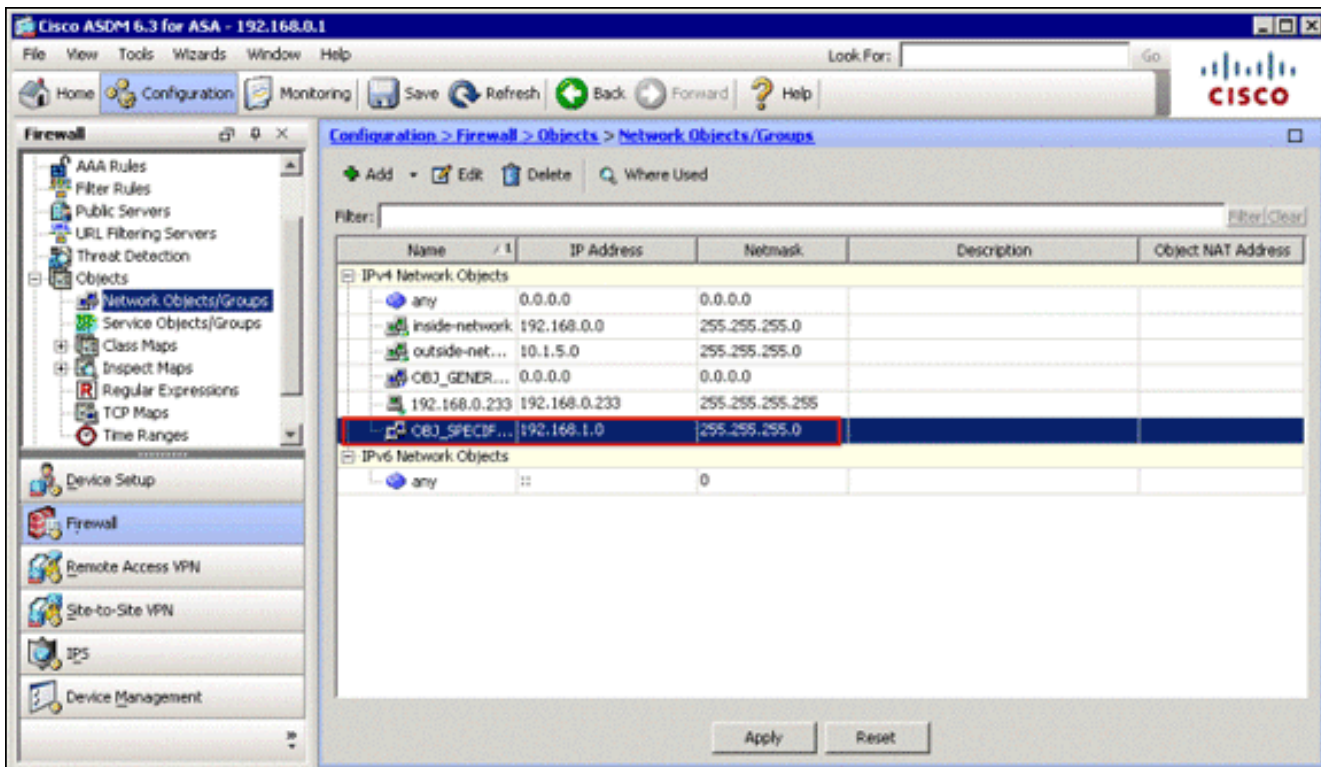 Cisco ASDM 6.3 for ASA - 192.168.0.1
File View Tools Wizards Window Help Look For: Go
Home Configuration Monitoring Save Refresh Back Forward Help
CISCO
Firewall
AAA Rules
Filter Rules
Public Servers
URL Filtering Servers
Threat Detection
Objects
Network Objects/Groups
Service Objects/Groups
Class Maps
Inspect Maps
Regular Expressions
TCP Maps
Time Ranges
Device Setup
Firewall
Remote Access VPN
Site-to-Site VPN
IPS
Device Management
Configuration > Firewall > Objects > Network Objects/Groups
Add Edit Delete Where Used
Filter: Filter Clear
Name 1 IP Address Netmask Description Object NAT Address
IPv4 Network Objects
any 0.0.0.0 0.0.0.0
inside-network 192.168.0.0 255.255.255.0
outside-net... 10.1.5.0 255.255.255.0
OBJ_GENER... 0.0.0.0 0.0.0.0
192.168.0.233 192.168.0.233 255.255.255.255
OBJ_SPECIF... 192.168.1.0 255.255.255.0
IPv6 Network Objects
any :: 0
Apply Reset